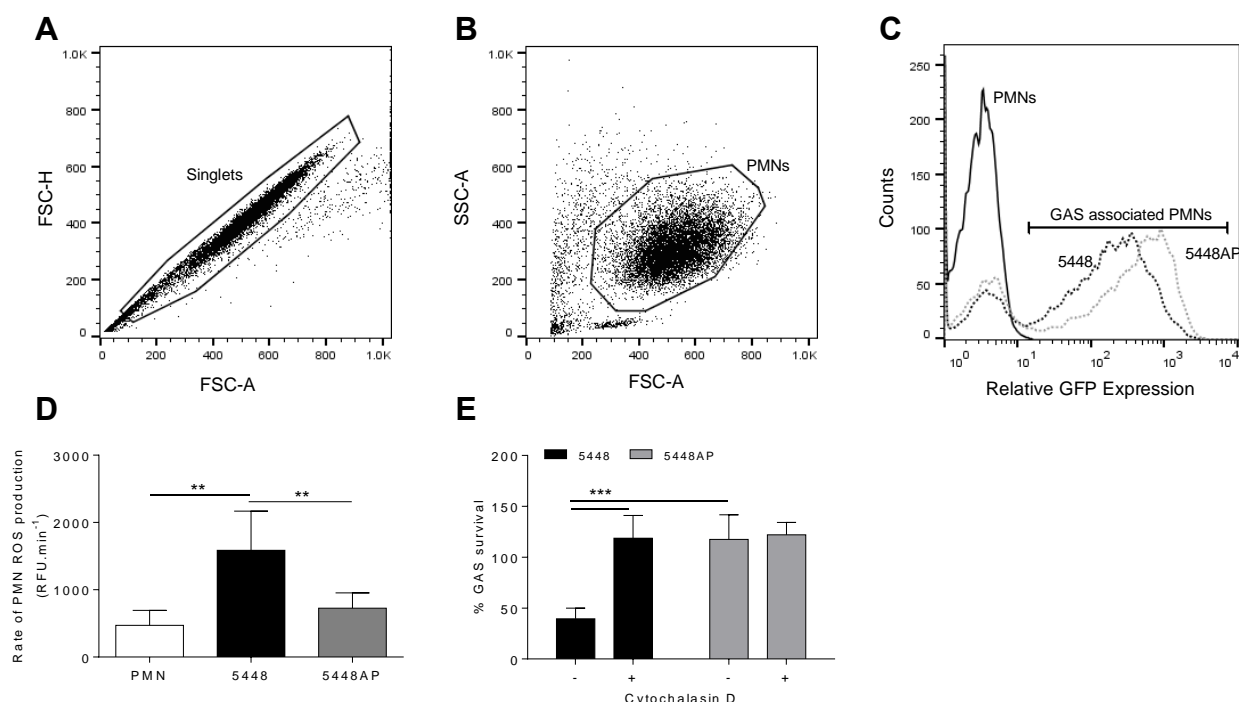 A
1.0K
800
600
400
200
0
FSC-H
Singlets
0 200 400 600 800 1.0K
FSC-A
B
1.0K
800
600
400
200
0
SSC-A
PMNs
0 200 400 600 800 1.0K
FSC-A
C
250
200
150
100
50
0
Counts
PMNs
GAS associated PMNs
5448
5448AP
10^0 10^1 10^2 10^3 10^4
Relative GFP Expression
D
3000
2000
1000
0
Rate of PMN ROS production
(RFU.min^-1)
**
**
PMN 5448 5448AP
E
200
150
100
50
0
% GAS survival
5448 5448AP
***
- + - +
Cytochalasin D